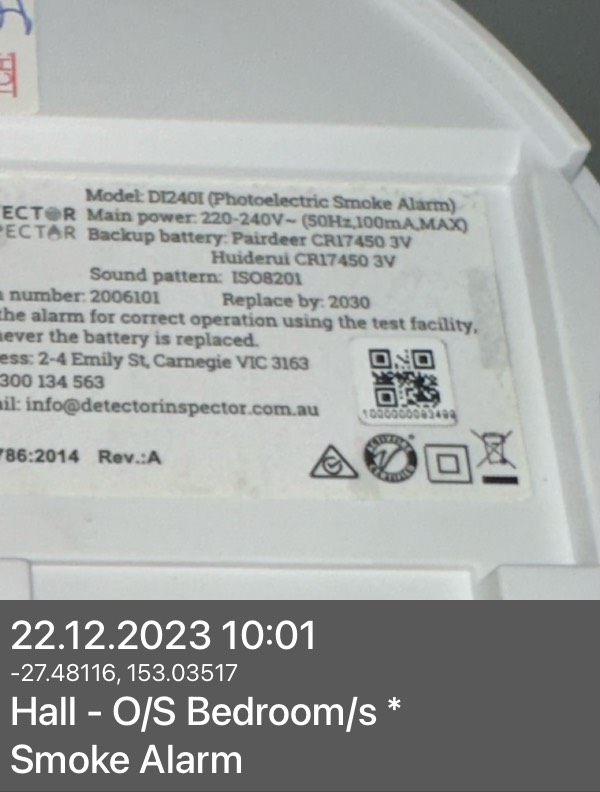 Model: DI240I (Photoelectric Smoke Alarm)
ECTOR Main power: 220-240V~ (50Hz,100mA,MAX)
PECTOR Backup battery: Pairdeer CR17450 3V
Huiderui CR17450 3V
Sound pattern: ISO8201
number: 2006101 Replace by: 2030
the alarm for correct operation using the test facility,
ever the battery is replaced.
ess: 2-4 Emily St, Carnegie VIC 3163
300 134 563
il: info@detectorinspector.com.au
1000000093499
786:2014 Rev.:A
22.12.2023 10:01
-27.48116, 153.03517
Hall - O/S Bedroom/s *
Smoke Alarm